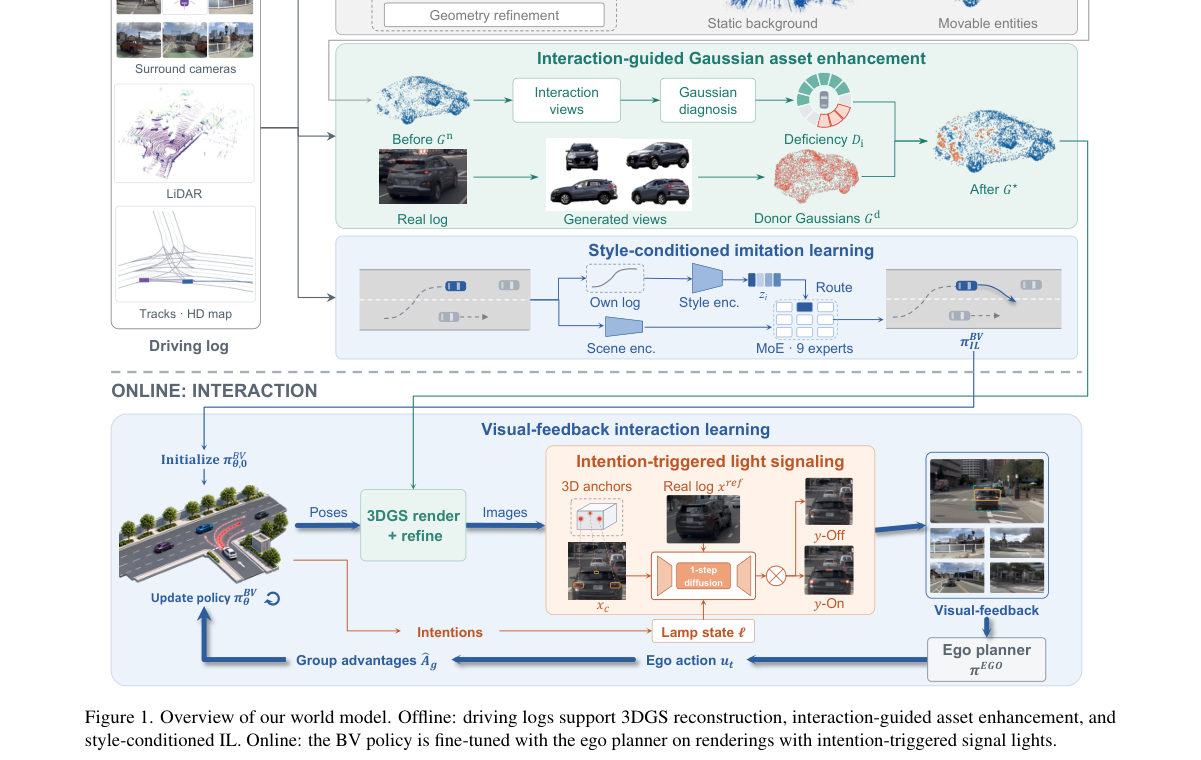 Geometry refinement
Static background
Movable entities
Surround cameras
LiDAR
Tracks · HD map
Driving log
Interaction-guided Gaussian asset enhancement
Before Gⁿ
Interaction
views
Gaussian
diagnosis
Deficiency Dᵢ
After G*
Real log
Generated views
Donor Gaussians Gᵈ
Style-conditioned imitation learning
Own log
Style enc.
zᵢ
Route
Scene enc.
MoE · 9 experts
π_IL^BV
ONLINE: INTERACTION
Visual-feedback interaction learning
Initialize π_θ,0^BV
Poses
3DGS render
+ refine
Images
Update policy π_θ^BV
Intention-triggered light signaling
3D anchors
Real log x^ref
x_c
1-step
diffusion
y-Off
y-On
Intentions
Lamp state ℓ
Visual-feedback
Ego planner
π^EGO
Ego action u_t
Group advantages Â_g
Figure 1. Overview of our world model. Offline: driving logs support 3DGS reconstruction, interaction-guided asset enhancement, and
style-conditioned IL. Online: the BV policy is fine-tuned with the ego planner on renderings with intention-triggered signal lights.